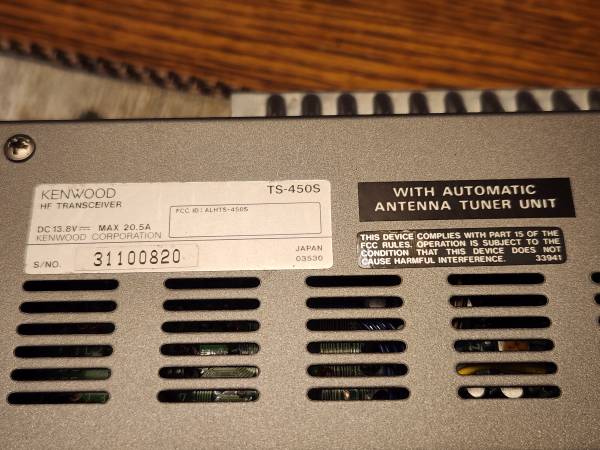 KENWOOD
HF TRANSCEIVER
TS-450S
FCC ID: ALHTS-450S
DC 13.8V⎓ MAX 20.5A
KENWOOD CORPORATION
S/NO. 31100820
JAPAN
03530
WITH AUTOMATIC
ANTENNA TUNER UNIT
THIS DEVICE COMPLIES WITH PART 15 OF THE
FCC RULES. OPERATION IS SUBJECT TO THE
CONDITION THAT THIS DEVICE DOES NOT
CAUSE HARMFUL INTERFERENCE. 33941